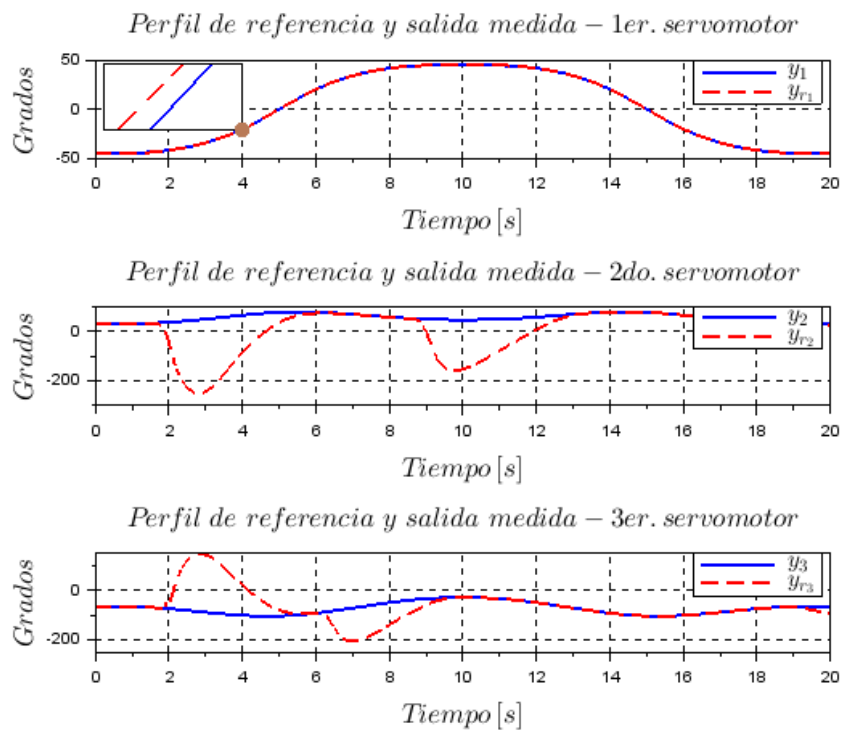 Perfil de referencia y salida medida − 1er. servomotor
Grados
50
0
-50
y₁
yᵣ₁
0 2 4 6 8 10 12 14 16 18 20
Tiempo [s]
Perfil de referencia y salida medida − 2do. servomotor
Grados
0
-200
y₂
yᵣ₂
0 2 4 6 8 10 12 14 16 18 20
Tiempo [s]
Perfil de referencia y salida medida − 3er. servomotor
Grados
0
-200
y₃
yᵣ₃
0 2 4 6 8 10 12 14 16 18 20
Tiempo [s]